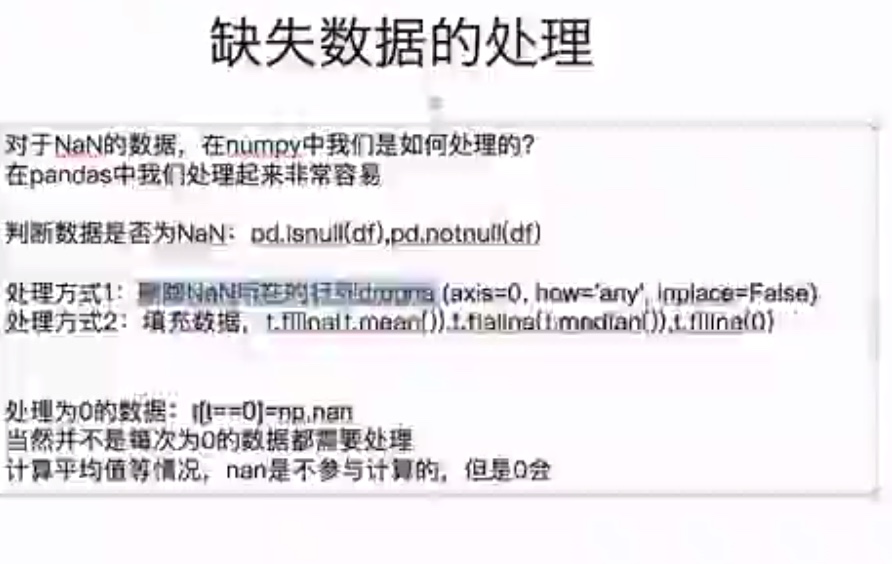 缺失数据的处理
对于NaN的数据，在numpy中我们是如何处理的?
在pandas中我们处理起来非常容易
判断数据是否为NaN：pd.isnull(df),pd.notnull(df)
处理方式1：删除NaN所在的行列dropna (axis=0, how='any', inplace=False)
处理方式2：填充数据，t.fillna(t.mean()),t.fiallna(t.median()),t.fillna(0)
处理为0的数据：t[t==0]=np.nan
当然并不是每次为0的数据都需要处理
计算平均值等情况，nan是不参与计算的，但是0会